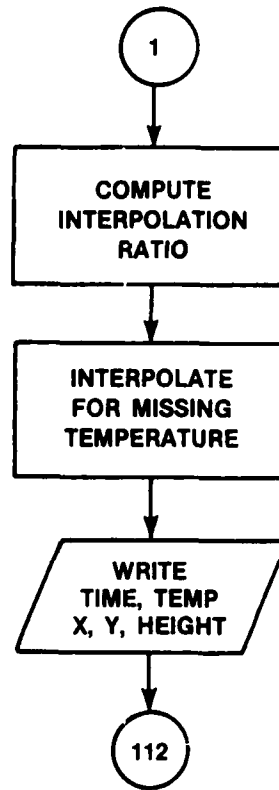 1
COMPUTE
INTERPOLATION
RATIO
INTERPOLATE
FOR MISSING
TEMPERATURE
WRITE
TIME, TEMP
X, Y, HEIGHT
112